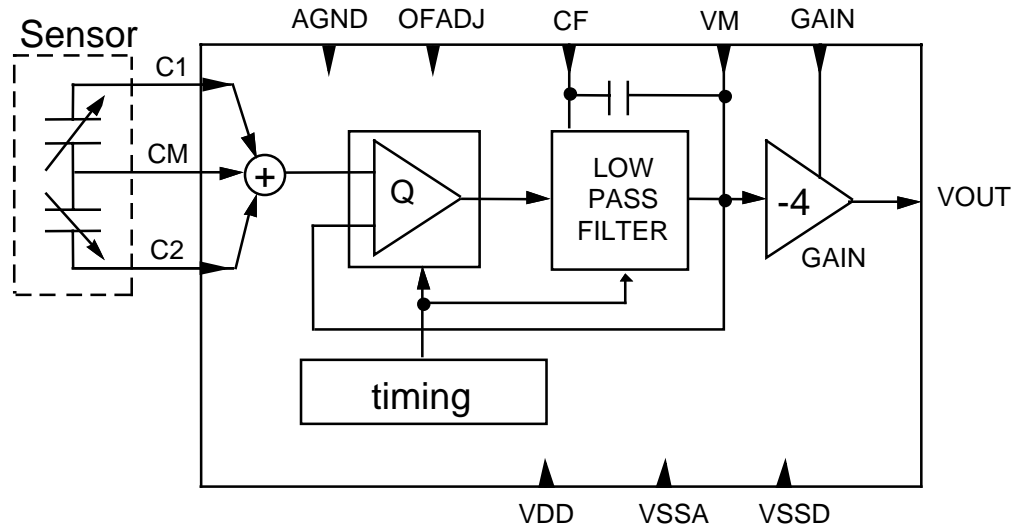 AGND OFADJ CF VM GAIN
Sensor
C1
CM
C2
+
Q
LOW
PASS
FILTER
-4
GAIN
VOUT
timing
VDD VSSA VSSD